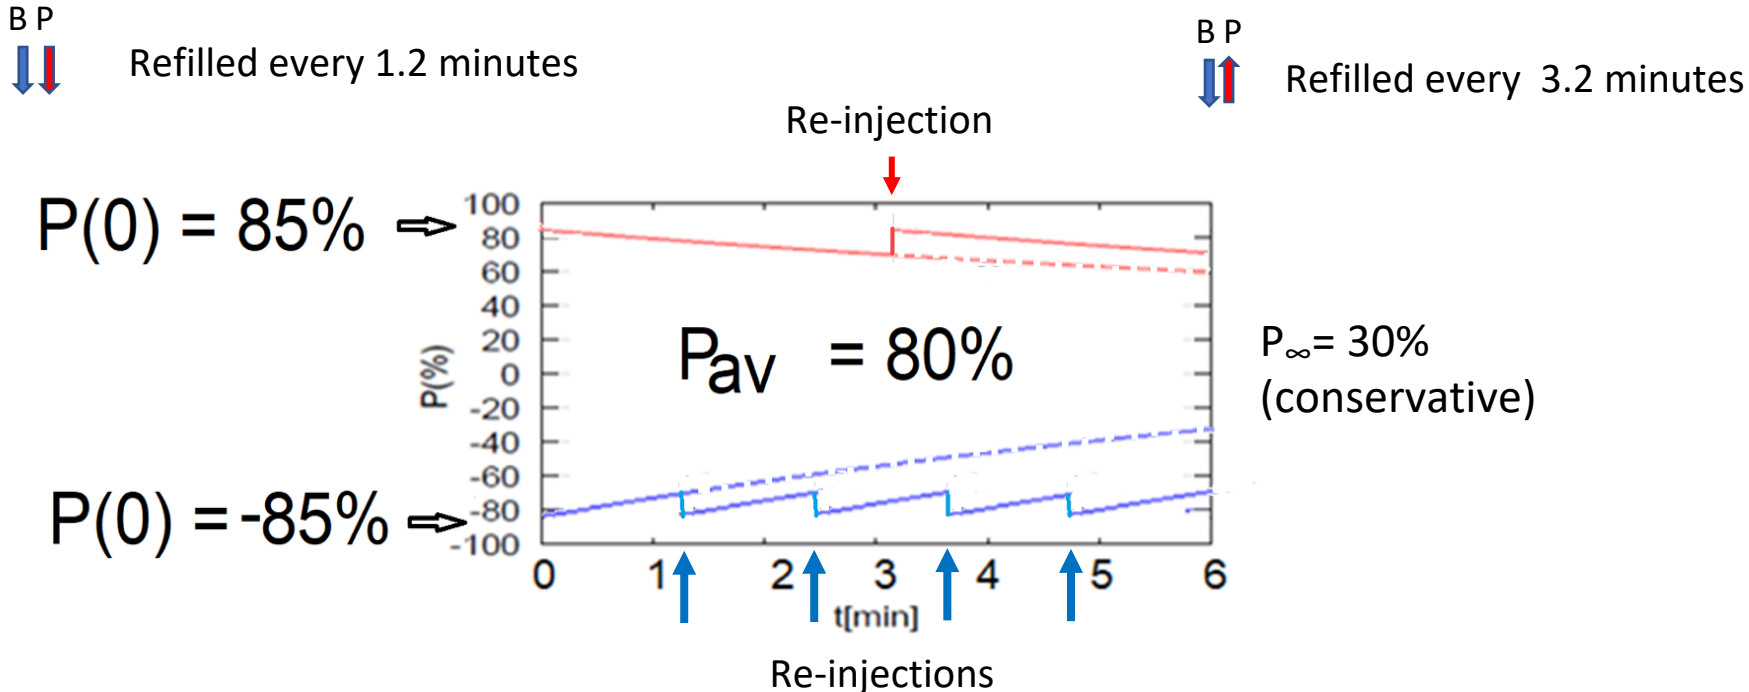 B P
Refilled every 1.2 minutes
B P
Refilled every 3.2 minutes
Re-injection
P(0) = 85%
100
80
60
40
20
0
-20
-40
-60
-80
-100
P(%)
Pav = 80%
P∞= 30%
(conservative)
P(0) = -85%
0 1 2 3 4 5 6
t[min]
Re-injections